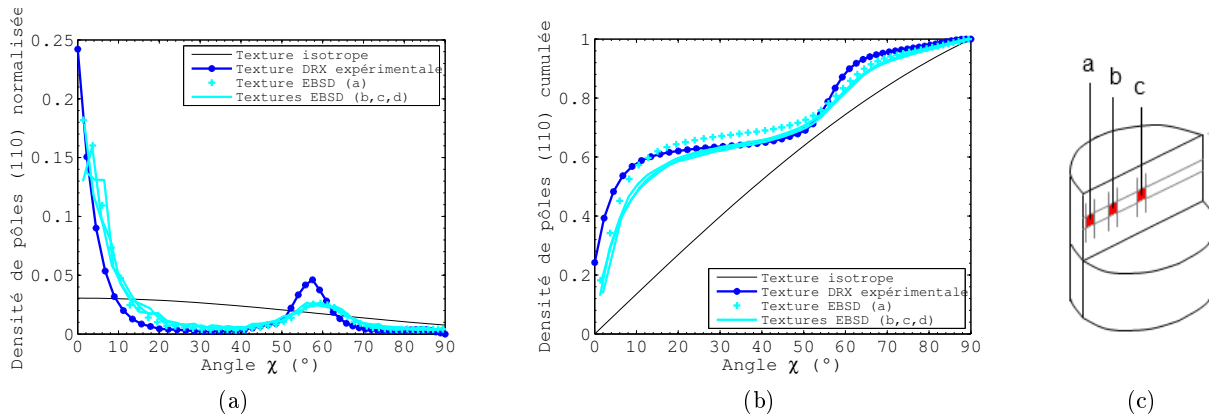 Densité de pôles (110) normalisée
0.25
0.2
0.15
0.1
0.05
0
0 10 20 30 40 50 60 70 80 90
Angle χ (°)
Texture isotrope
Texture DRX expérimentale
Texture EBSD (a)
Textures EBSD (b,c,d)
(a)
Densité de pôles (110) cumulée
1
0.8
0.6
0.4
0.2
0
0 10 20 30 40 50 60 70 80 90
Angle χ (°)
Texture isotrope
Texture DRX expérimentale
Texture EBSD (a)
Textures EBSD (b,c,d)
(b)
a
b
c
(c)